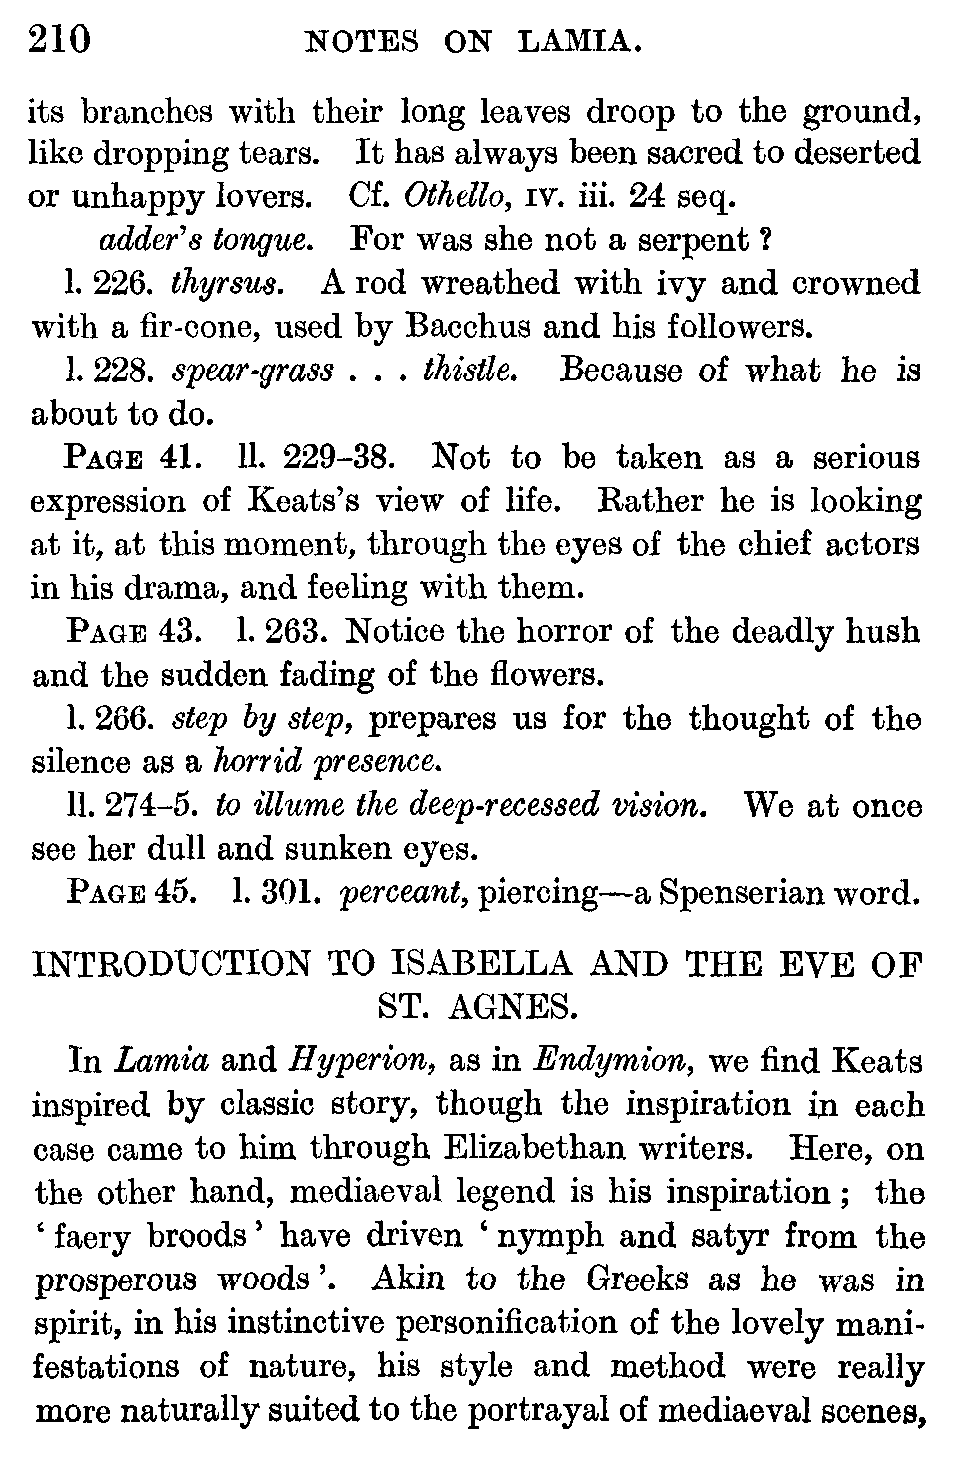 210 NOTES ON LAMIA.
its branches with their long leaves droop to the ground,
like dropping tears. It has always been sacred to deserted
or unhappy lovers. Cf. Othello, IV. iii. 24 seq.
adder's tongue. For was she not a serpent ?
l. 226. thyrsus. A rod wreathed with ivy and crowned
with a fir-cone, used by Bacchus and his followers.
l. 228. spear-grass . . . thistle. Because of what he is
about to do.
PAGE 41. ll. 229–38. Not to be taken as a serious
expression of Keats's view of life. Rather he is looking
at it, at this moment, through the eyes of the chief actors
in his drama, and feeling with them.
PAGE 43. l. 263. Notice the horror of the deadly hush
and the sudden fading of the flowers.
l. 266. step by step, prepares us for the thought of the
silence as a horrid presence.
ll. 274–5. to illume the deep-recessed vision. We at once
see her dull and sunken eyes.
PAGE 45. l. 301. perceant, piercing—a Spenserian word.
INTRODUCTION TO ISABELLA AND THE EVE OF
ST. AGNES.
In Lamia and Hyperion, as in Endymion, we find Keats
inspired by classic story, though the inspiration in each
case came to him through Elizabethan writers. Here, on
the other hand, mediaeval legend is his inspiration ; the
‘ faery broods ’ have driven ‘ nymph and satyr from the
prosperous woods ’. Akin to the Greeks as he was in
spirit, in his instinctive personification of the lovely mani-
festations of nature, his style and method were really
more naturally suited to the portrayal of mediaeval scenes,